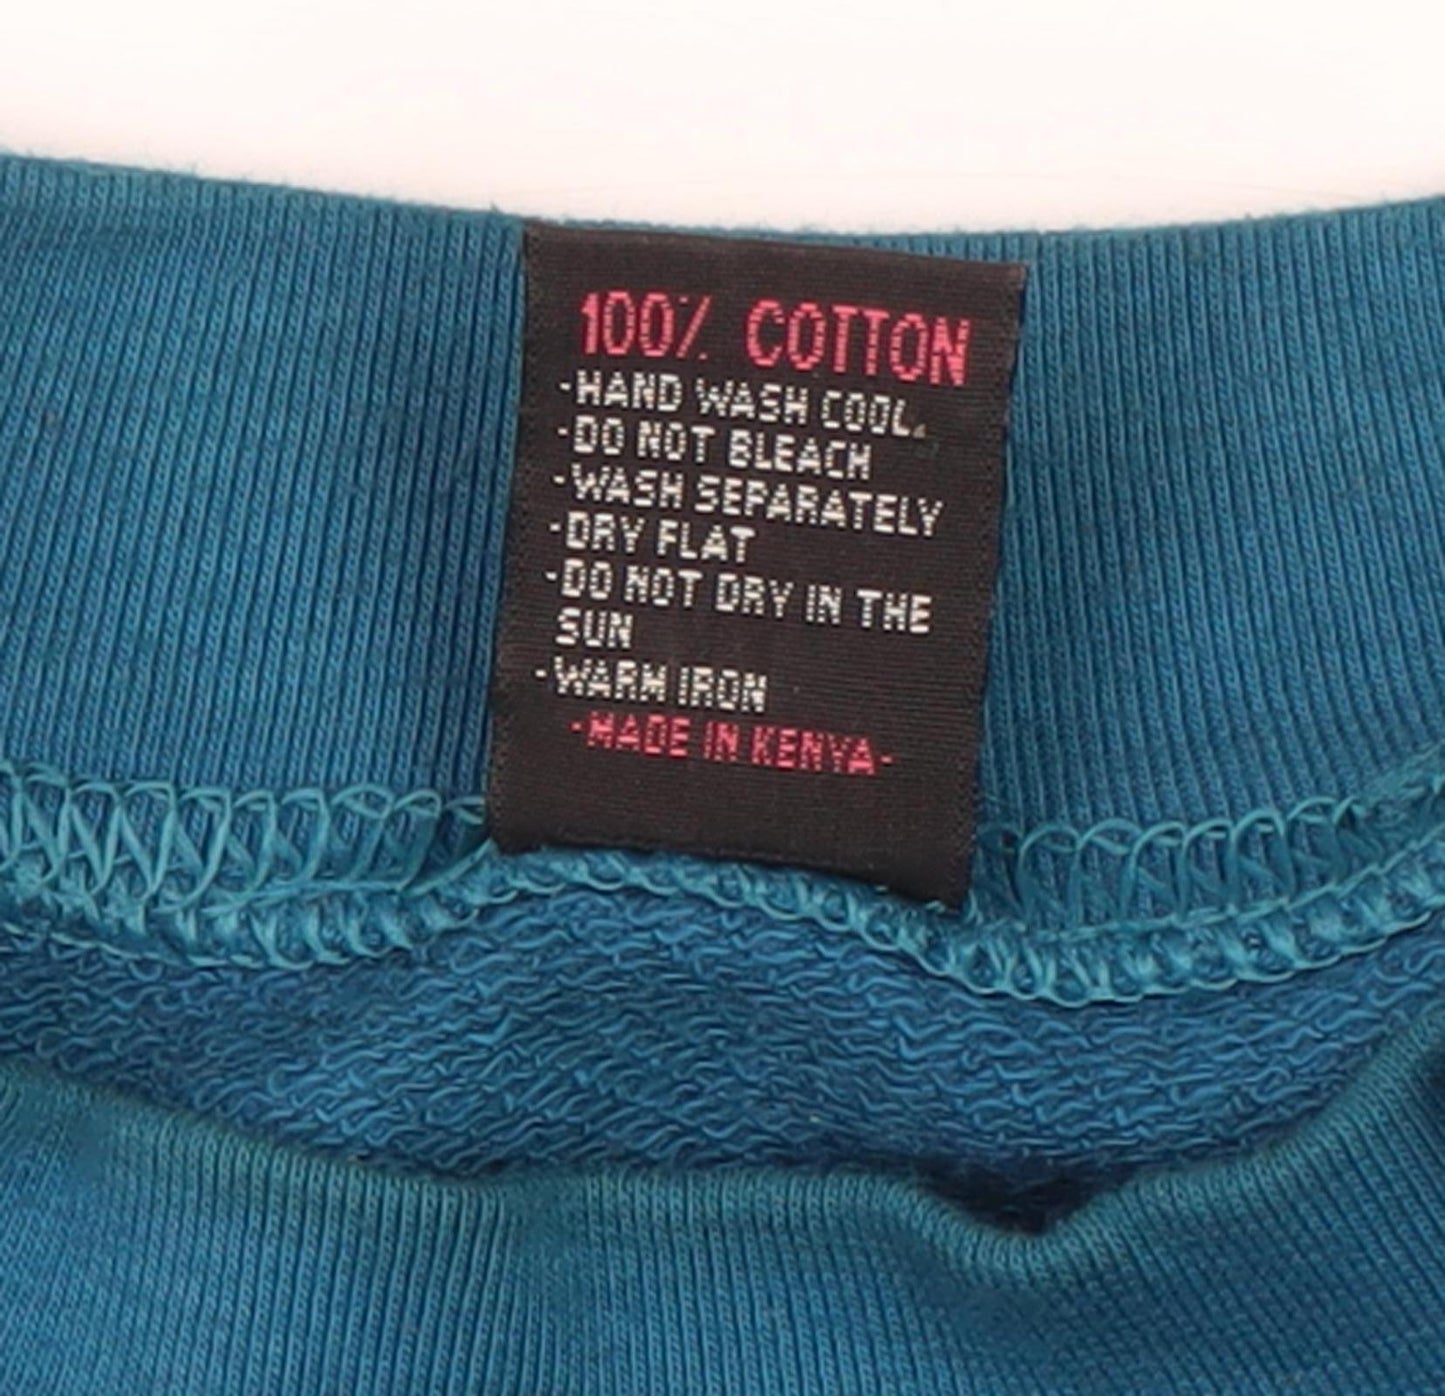 100% COTTON
-HAND WASH COOL.
-DO NOT BLEACH
-WASH SEPARATELY
-DRY FLAT
-DO NOT DRY IN THE
SUN
-WARM IRON
-MADE IN KENYA-